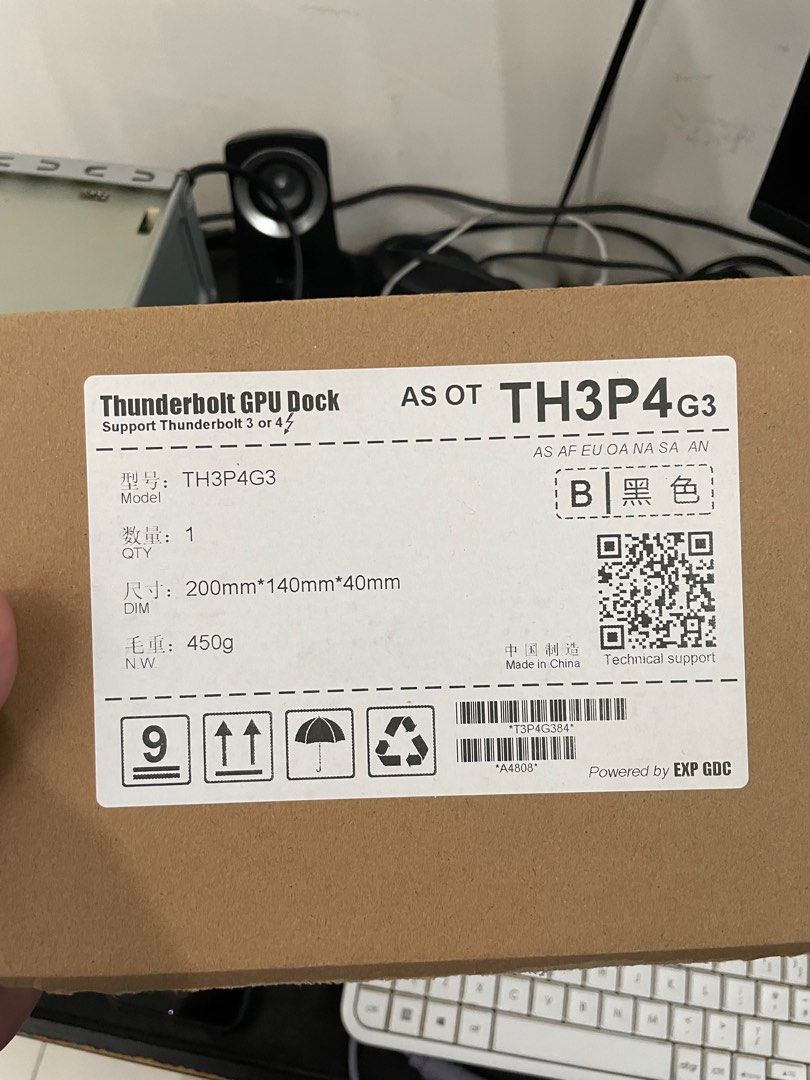 Thunderbolt GPU Dock
Support Thunderbolt 3 or 4
AS OT TH3P4G3
AS AF EU OA NA SA AN
型号: TH3P4G3
Model
B 黑色
数量: 1
QTY
尺寸: 200mm*140mm*40mm
DIM
毛重: 450g
N.W.
中国制造
Made in China
Technical support
9
*T3P4G384*
*A4808*
Powered by EXP GDC